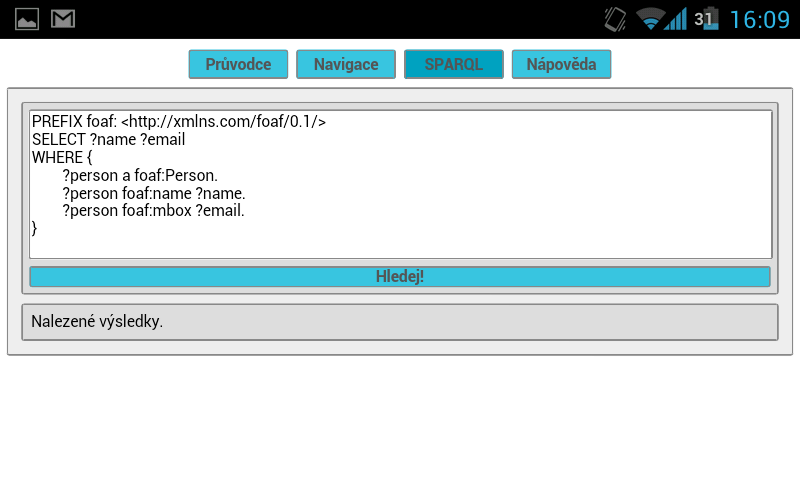 31 16:09
Průvodce Navigace SPARQL Nápověda
PREFIX foaf: <http://xmlns.com/foaf/0.1/>
SELECT ?name ?email
WHERE {
?person a foaf:Person.
?person foaf:name ?name.
?person foaf:mbox ?email.
}
Hledej!
Nalezené výsledky.